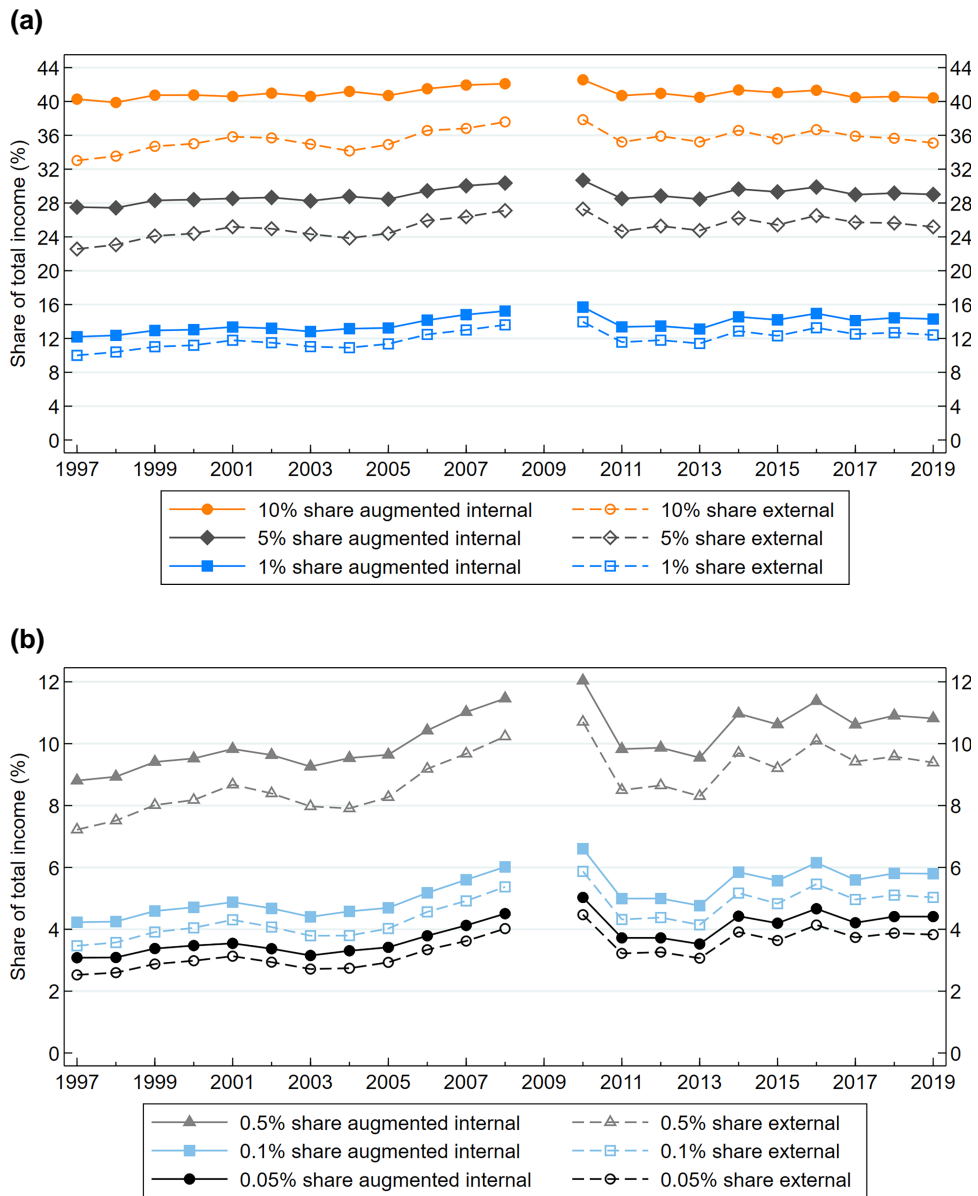 (a)
Share of total income (%)
44 44
40 40
36 36
32 32
28 28
24 24
20 20
16 16
12 12
8 8
4 4
0 0
1997 1999 2001 2003 2005 2007 2009 2011 2013 2015 2017 2019
10% share augmented internal 10% share external
5% share augmented internal 5% share external
1% share augmented internal 1% share external
(b)
Share of total income (%)
12 12
10 10
8 8
6 6
4 4
2 2
0 0
1997 1999 2001 2003 2005 2007 2009 2011 2013 2015 2017 2019
0.5% share augmented internal 0.5% share external
0.1% share augmented internal 0.1% share external
0.05% share augmented internal 0.05% share external